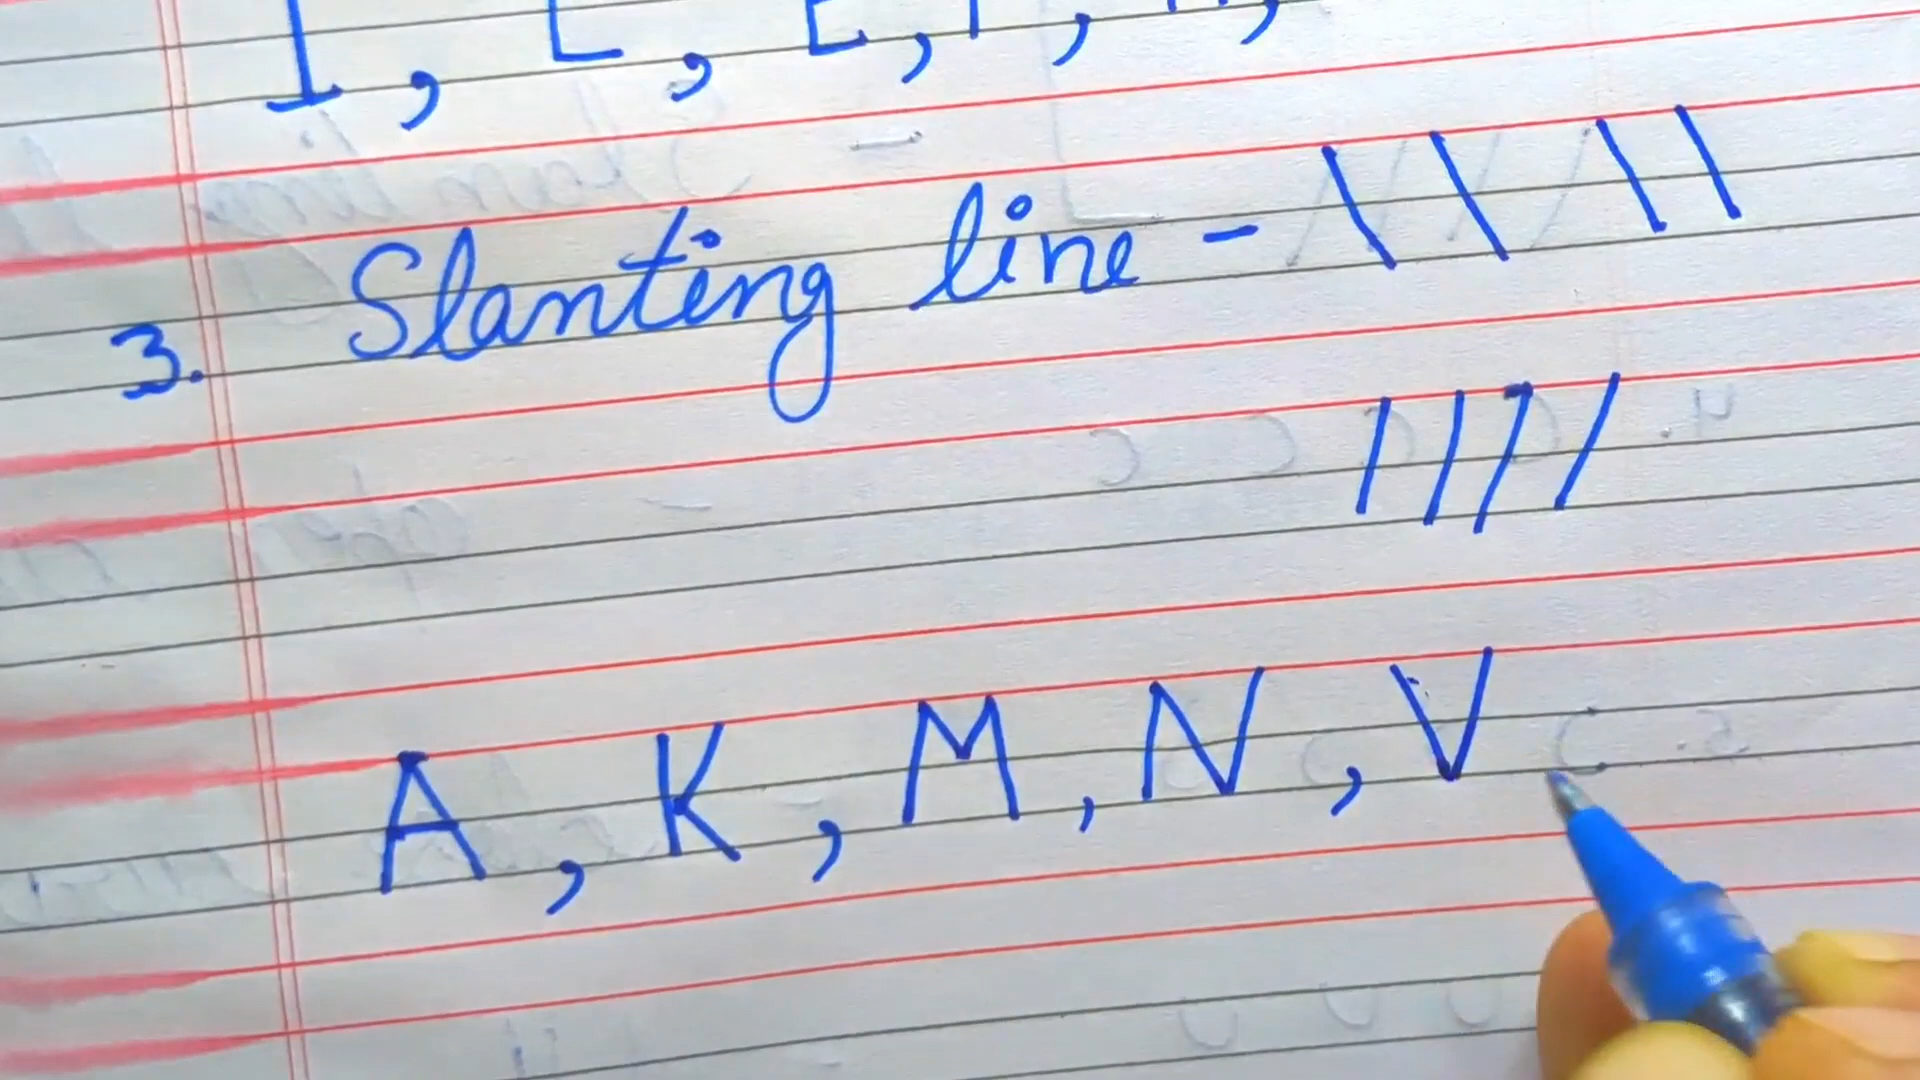 I, L, E, F, H,
3. Slanting line - \ \ \ \
/ / / /
A, K, M, N, V